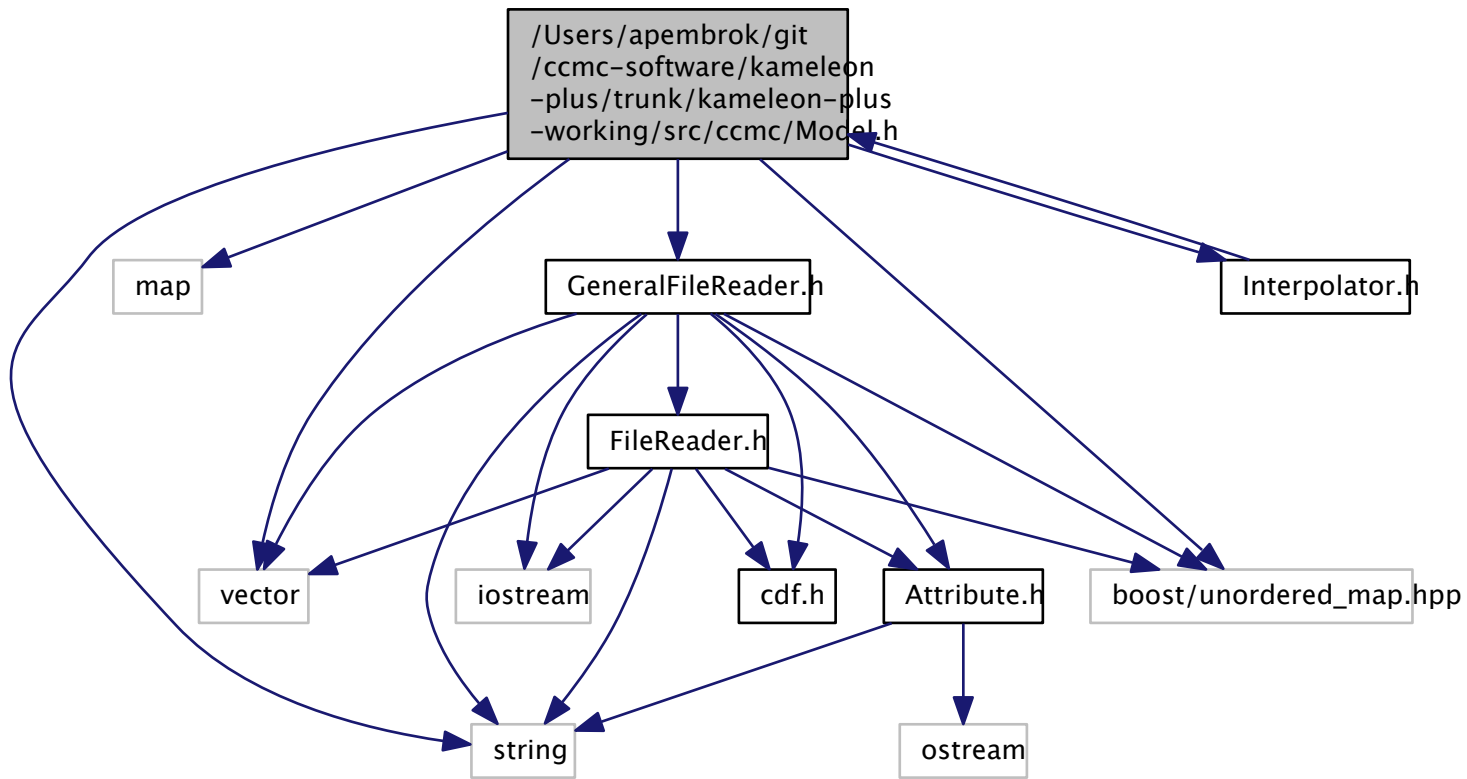 /Users/apembrok/git
/ccmc-software/kameleon
-plus/trunk/kameleon-plus
-working/src/ccmc/Model.h
map
GeneralFileReader.h
Interpolator.h
FileReader.h
vector
iostream
cdf.h
Attribute.h
boost/unordered_map.hpp
string
ostream